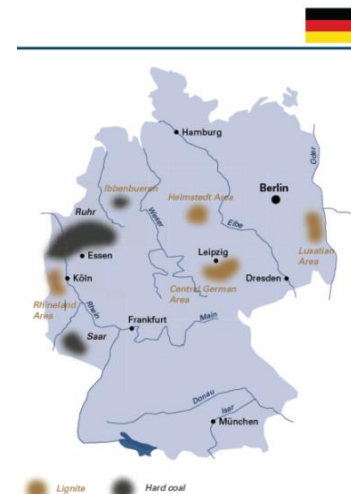 Hamburg
Oder
Ibbenbueren
Helmstedt Area
Berlin
Weser
Elbe
Ruhr
Essen
Leipzig
Lusatian
Area
Köln
Dresden
Rhineland
Area
Central German
Area
Rhein
Frankfurt
Main
Saar
Donau
Isar
München
Lignite
Hard coal